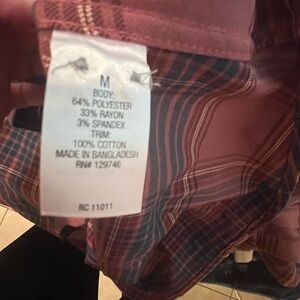 M
BODY:
64% POLYESTER
33% RAYON
3% SPANDEX
TRIM:
100% COTTON
MADE IN BANGLADESH
RN# 129746
RC 11011